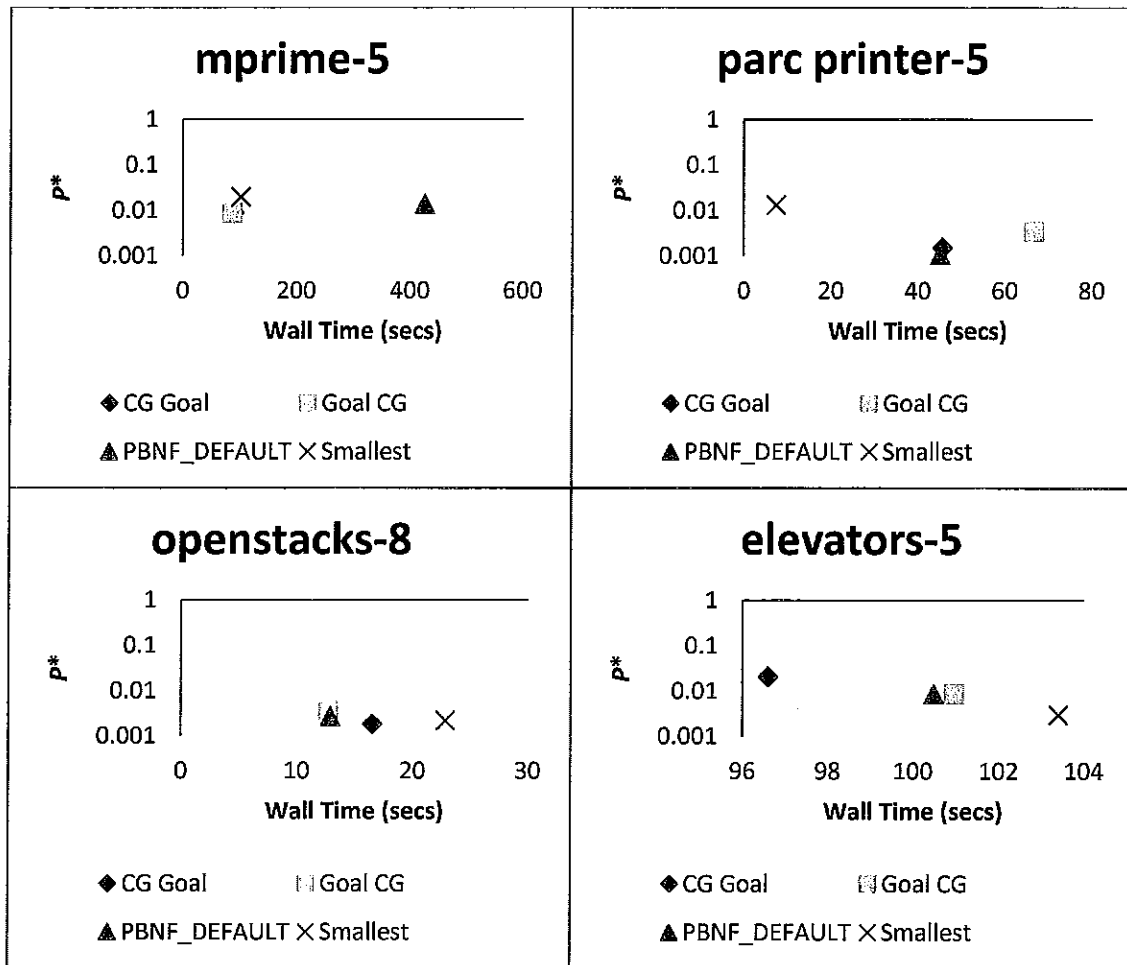 mprime-5
1
0.1
0.01
0.001
P*
0 200 400 600
Wall Time (secs)
◆ CG Goal Goal CG
▲ PBNF_DEFAULT × Smallest
parc printer-5
1
0.1
0.01
0.001
P*
0 20 40 60 80
Wall Time (secs)
◆ CG Goal Goal CG
▲ PBNF_DEFAULT × Smallest
openstacks-8
1
0.1
0.01
0.001
P*
0 10 20 30
Wall Time (secs)
◆ CG Goal Goal CG
▲ PBNF_DEFAULT × Smallest
elevators-5
1
0.1
0.01
0.001
P*
96 98 100 102 104
Wall Time (secs)
◆ CG Goal Goal CG
▲ PBNF_DEFAULT × Smallest